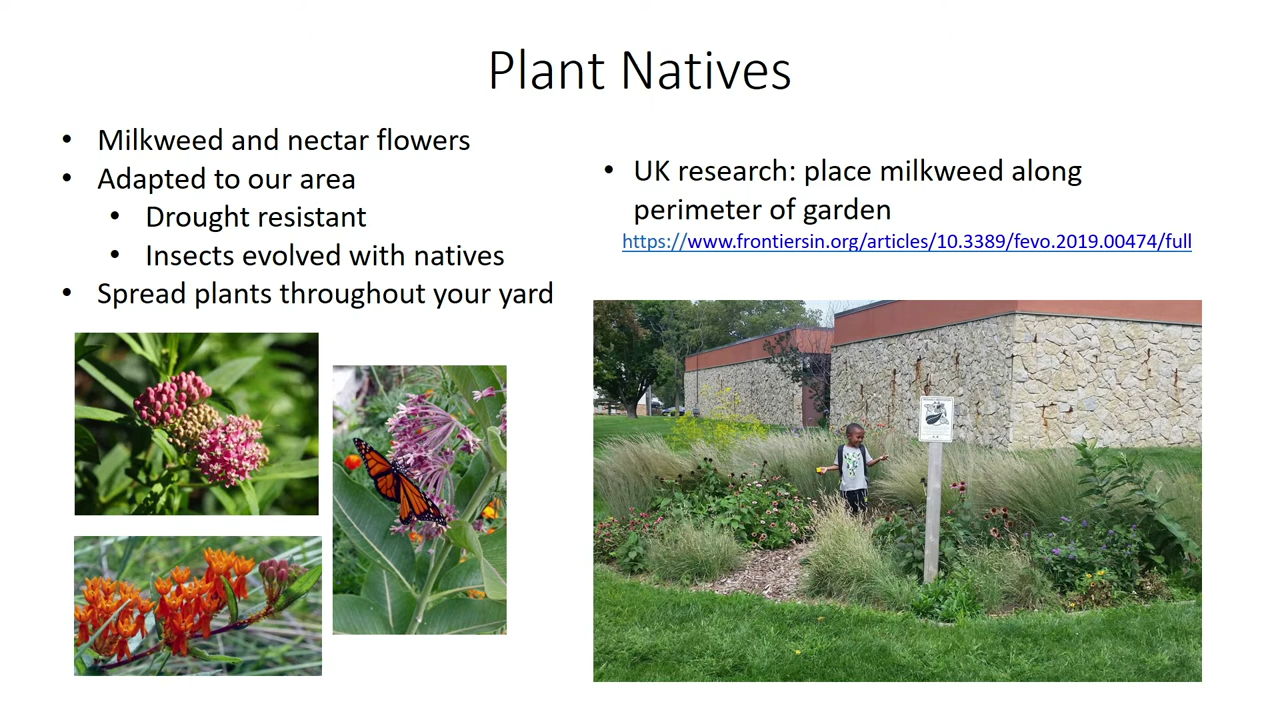 Plant Natives
• Milkweed and nectar flowers
• Adapted to our area
• Drought resistant
• Insects evolved with natives
• Spread plants throughout your yard
• UK research: place milkweed along
perimeter of garden
https://www.frontiersin.org/articles/10.3389/fevo.2019.00474/full